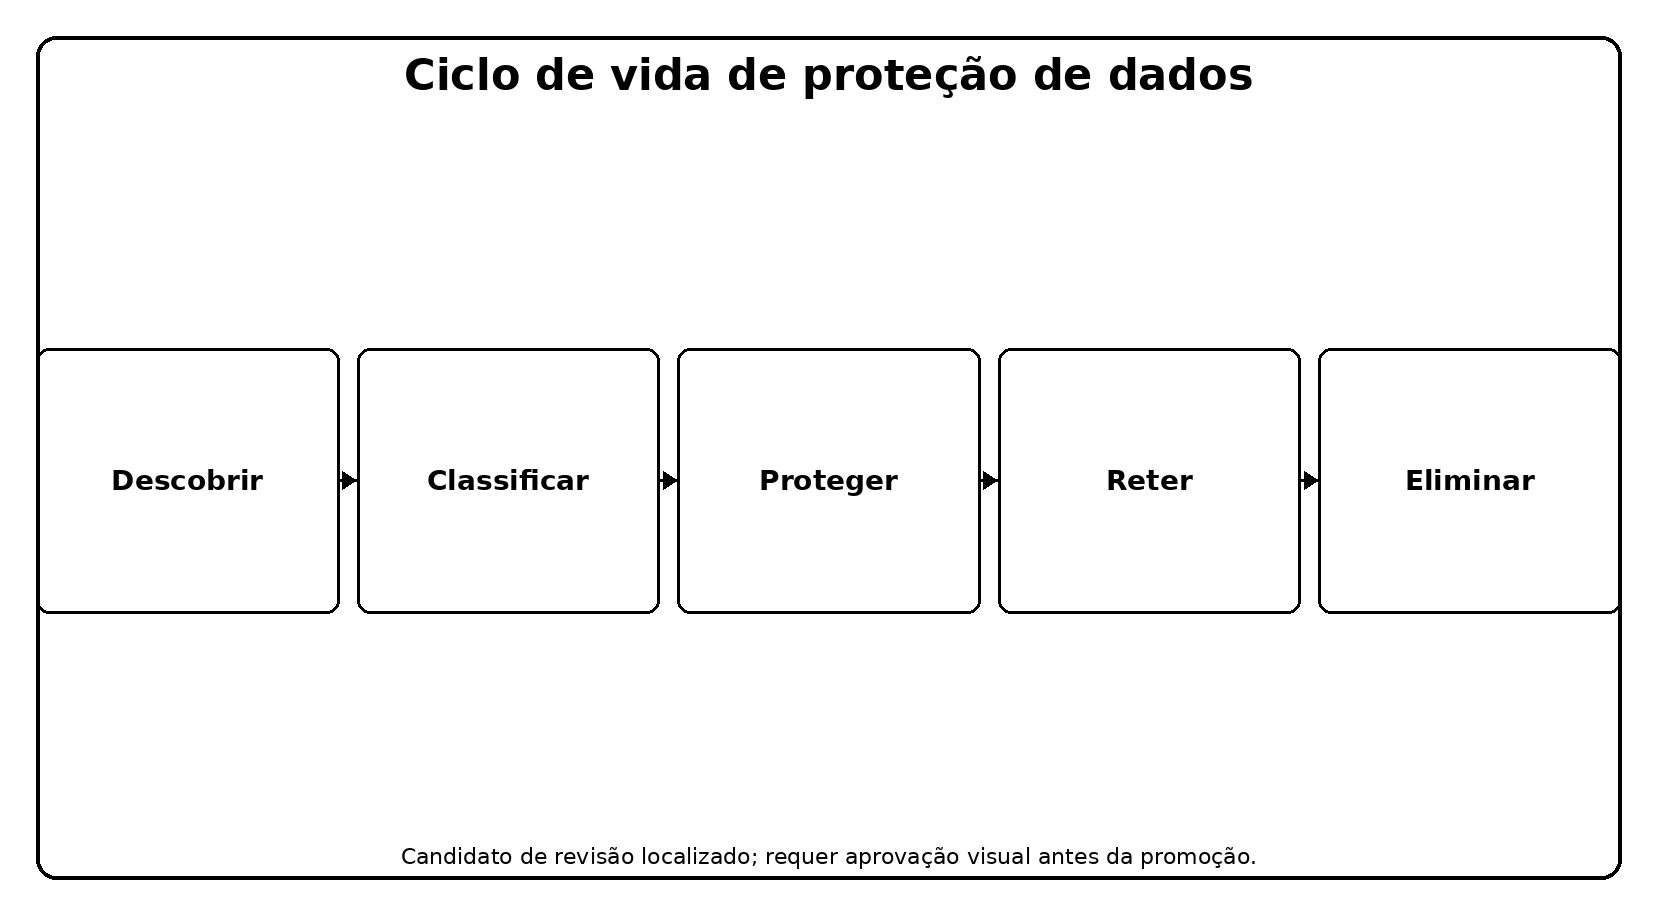 Ciclo de vida de proteção de dados
Descobrir
Classificar
Proteger
Reter
Eliminar
Candidato de revisão localizado; requer aprovação visual antes da promoção.